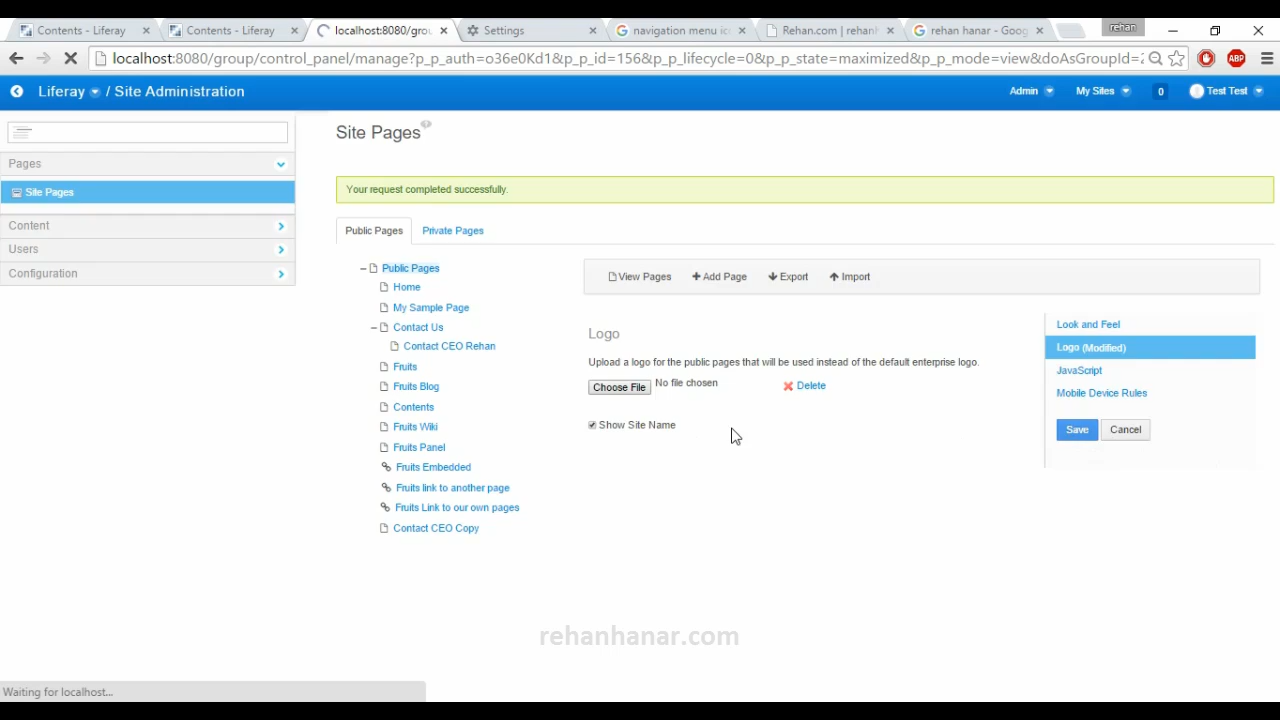 Contents - Liferay
Contents - Liferay
localhost:8080/grou
Settings
navigation menu ic
Rehan.com | rehanh
rehan hanar - Goog
rehan
localhost:8080/group/control_panel/manage?p_p_auth=o36e0Kd1&p_p_id=156&p_p_lifecycle=0&p_p_state=maximized&p_p_mode=view&doAsGroupId=2
ABP
Liferay / Site Administration
Admin
My Sites
0
Test Test
Site Pages
Pages
Site Pages
Content
Users
Configuration
Your request completed successfully.
Public Pages
Private Pages
Public Pages
Home
My Sample Page
Contact Us
Contact CEO Rehan
Fruits
Fruits Blog
Contents
Fruits Wiki
Fruits Panel
Fruits Embedded
Fruits link to another page
Fruits Link to our own pages
Contact CEO Copy
View Pages
Add Page
Export
Import
Logo
Upload a logo for the public pages that will be used instead of the default enterprise logo.
Choose File No file chosen
Delete
Show Site Name
Look and Feel
Logo (Modified)
JavaScript
Mobile Device Rules
Save
Cancel
rehanhanar.com
Waiting for localhost...